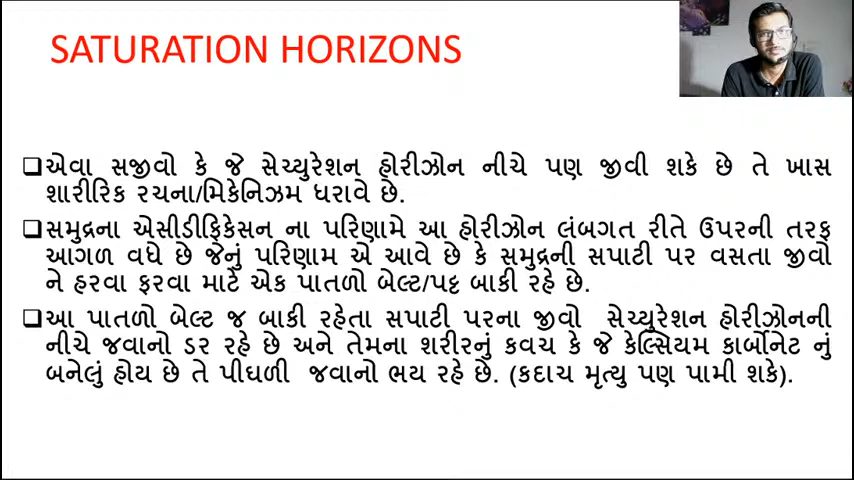 SATURATION HORIZONS
❑એવા સજીવો કે જે સેચ્યુરેશન હોરીઝોન નીચે પણ જીવી શકે છે તે ખાસ
શારીરિક રચના/મિકેનિઝમ ધરાવે છે.
❑સમુદ્રના એસીડીફિકેસન ના પરિણામે આ હોરીઝોન લંબગત રીતે ઉપરની તરફ
આગળ વધે છે જેનું પરિણામ એ આવે છે કે સમુદ્રની સપાટી પર વસતા જીવો
ને હરવા ફરવા માટે એક પાતળો બેલ્ટ/પટ્ટ બાકી રહે છે.
❑આ પાતળો બેલ્ટ જ બાકી રહેતા સપાટી પરના જીવો સેચ્યુરેશન હોરીઝોનની
નીચે જવાનો ડર રહે છે અને તેમના શરીરનું કવચ કે જે કેલ્સિયમ કાર્બોનેટ નું
બનેલું હોય છે તે પીઘળી જવાનો ભય રહે છે. (કદાચ મૃત્યુ પણ પામી શકે).